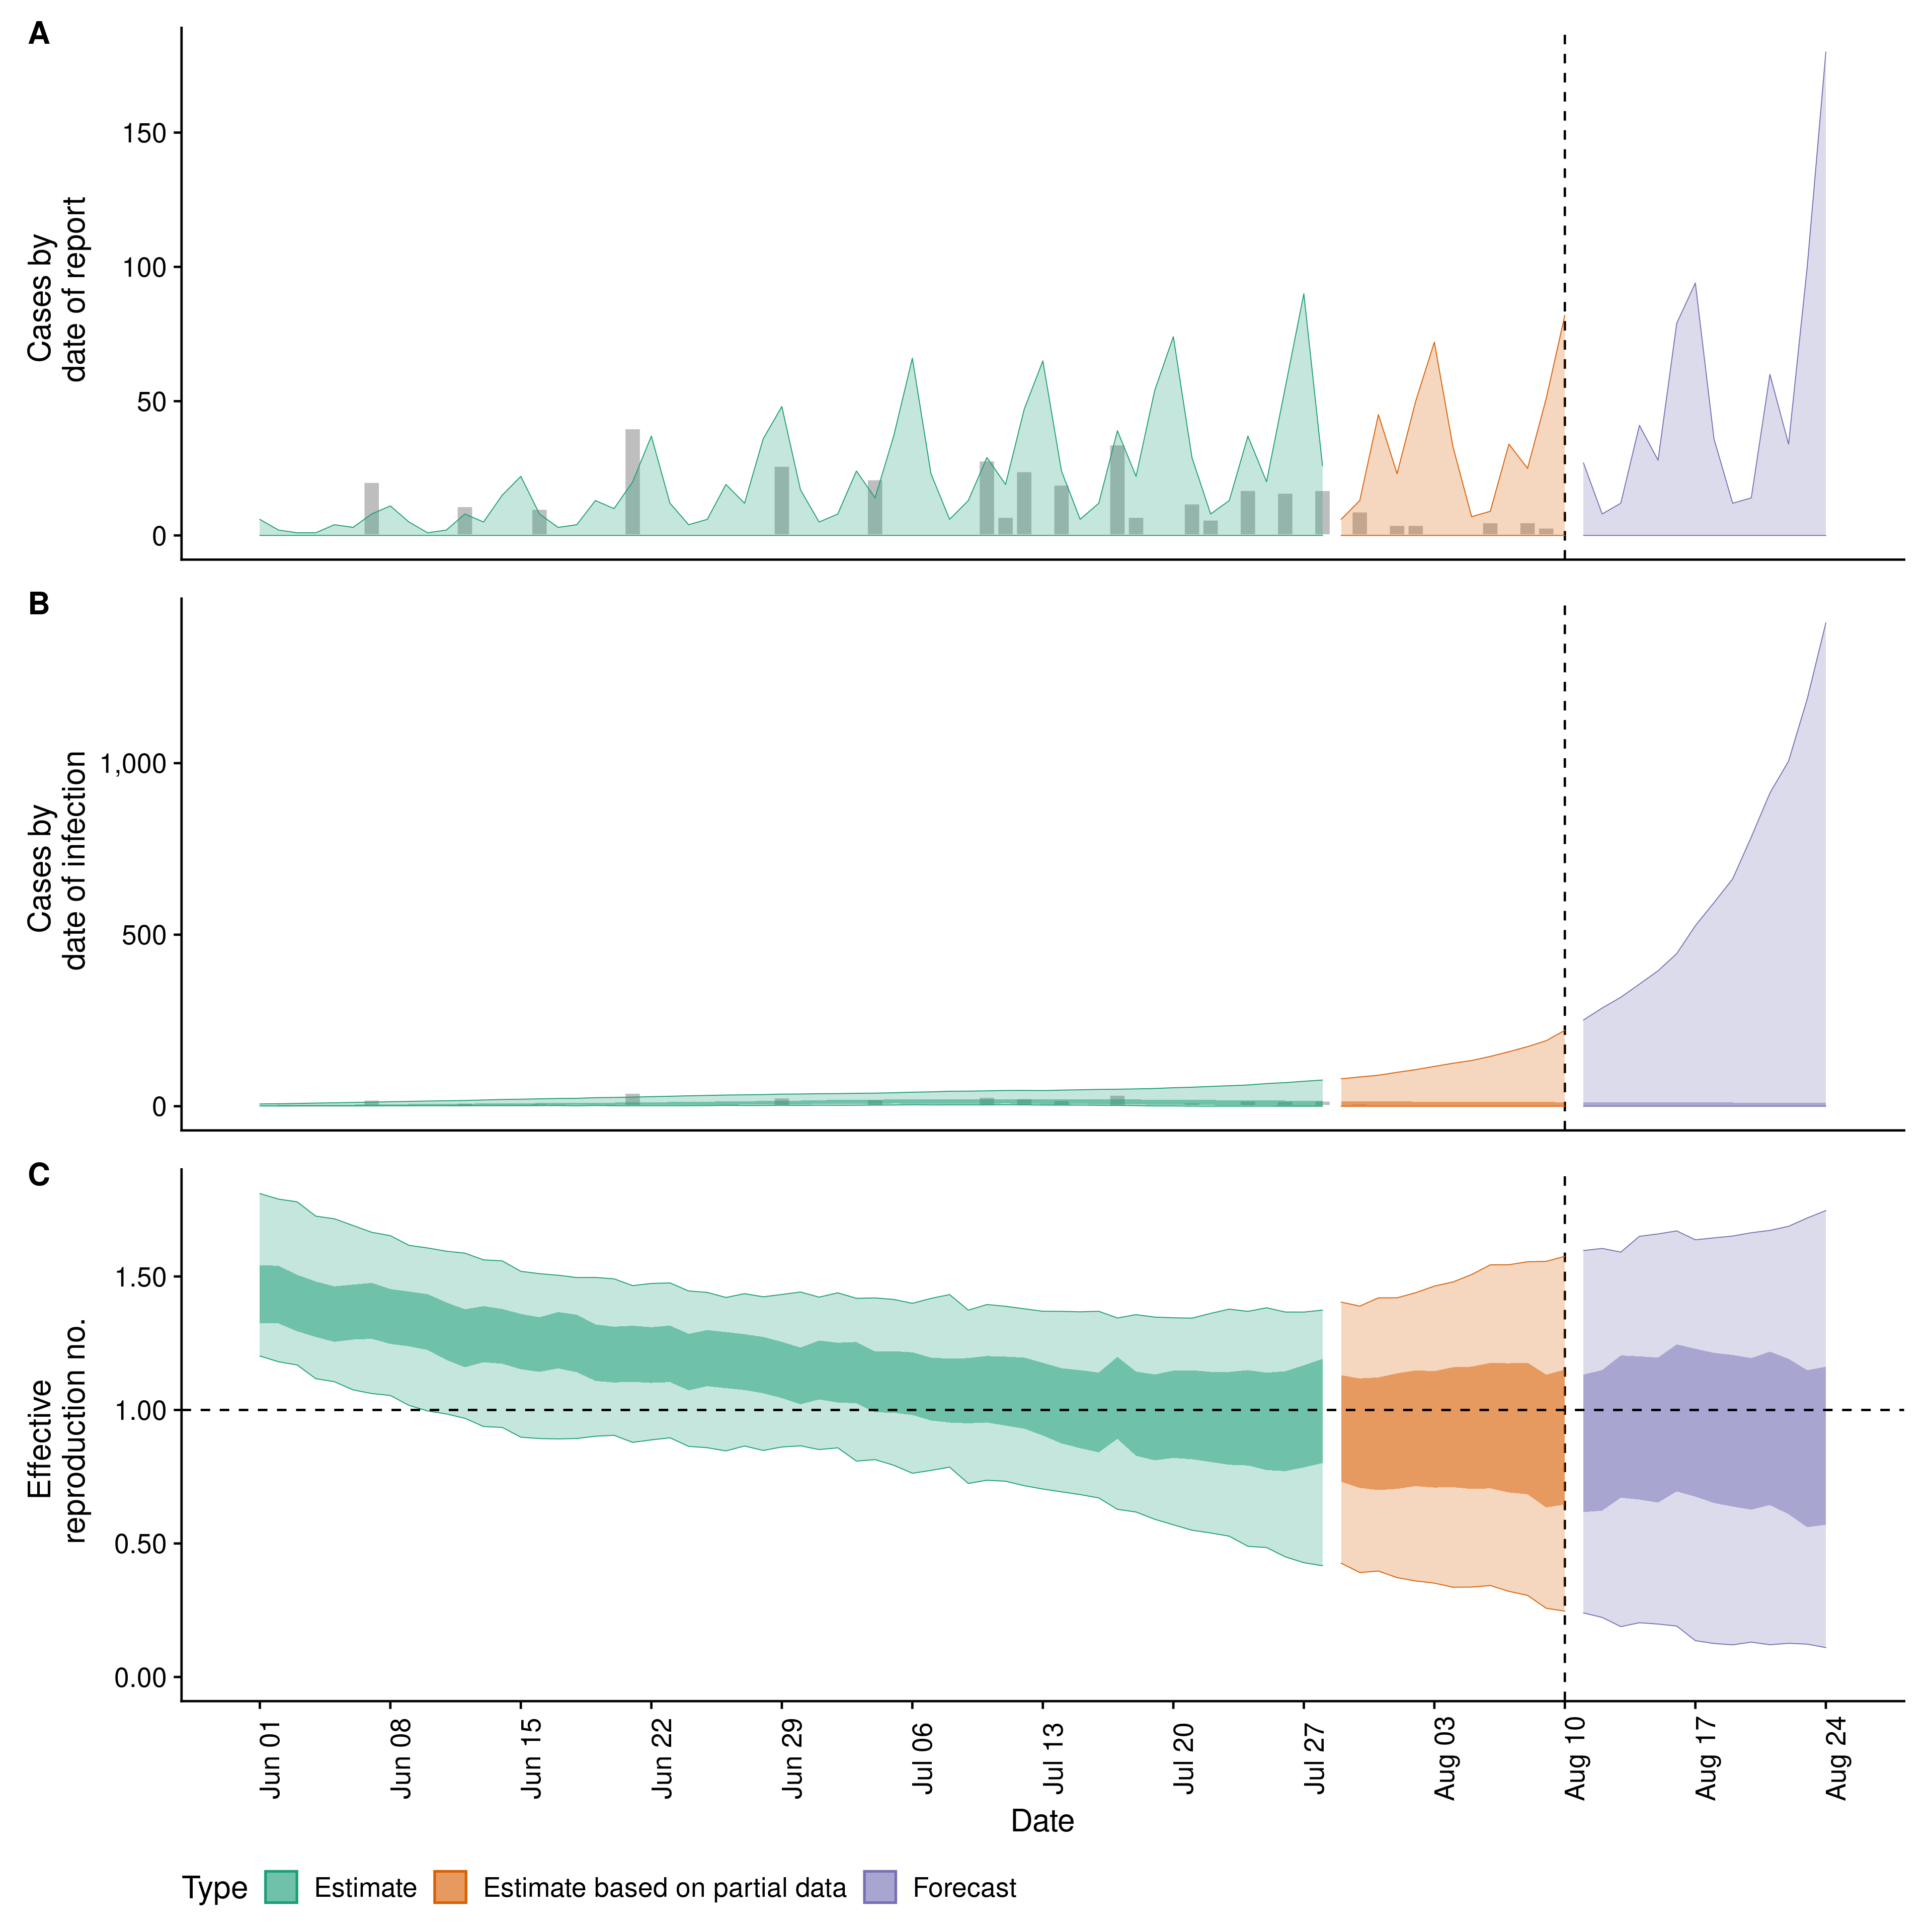 A
Cases by
date of report
150
100
50
0
B
Cases by
date of infection
1,000
500
0
C
Effective
reproduction no.
1.50
1.00
0.50
0.00
Jun 01
Jun 08
Jun 15
Jun 22
Jun 29
Jul 06
Jul 13
Jul 20
Jul 27
Aug 03
Aug 10
Aug 17
Aug 24
Date
Type Estimate Estimate based on partial data Forecast